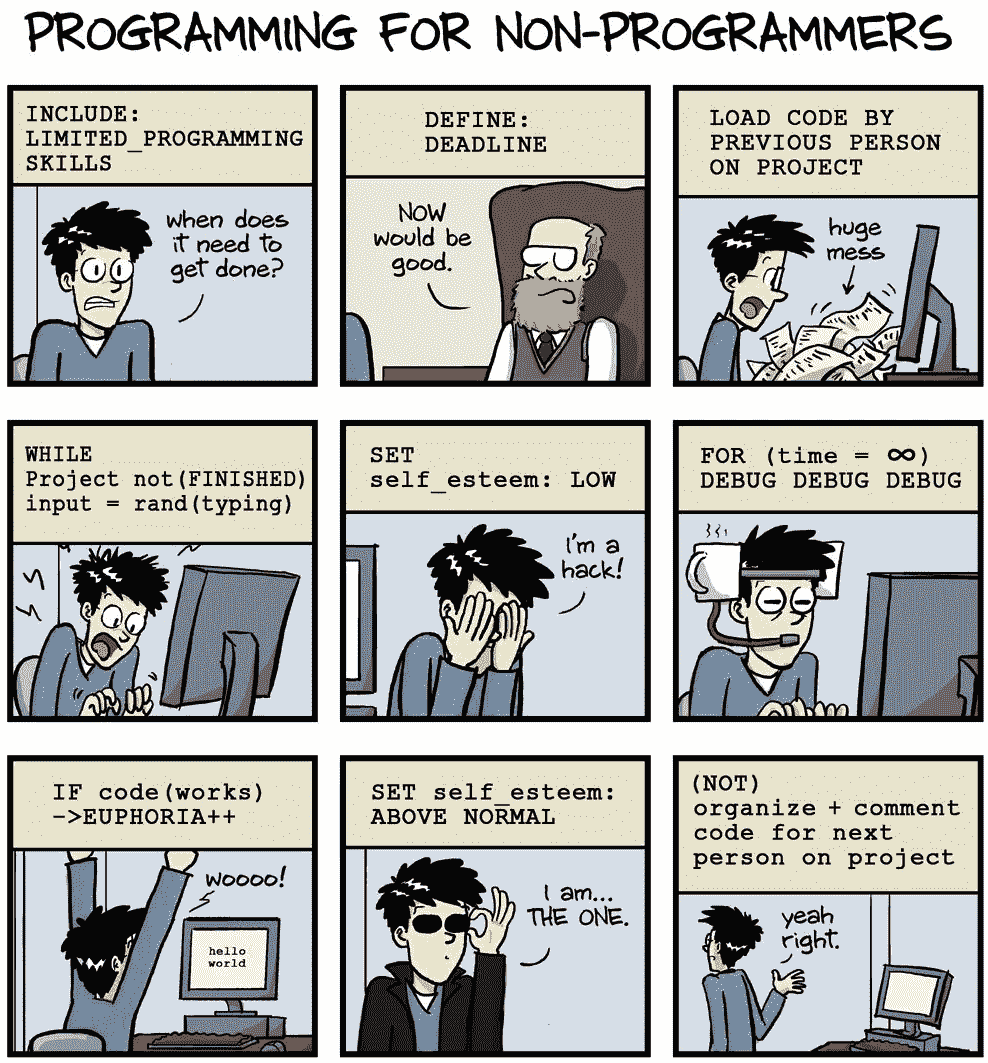 PROGRAMMING FOR NON-PROGRAMMERS
INCLUDE:
LIMITED_PROGRAMMING
SKILLS
when does
it need to
get done?
DEFINE:
DEADLINE
NOW
would be
good.
LOAD CODE BY
PREVIOUS PERSON
ON PROJECT
huge
mess
WHILE
Project not(FINISHED)
input = rand(typing)
SET
self_esteem: LOW
I'm a
hack!
FOR (time = ∞)
DEBUG DEBUG DEBUG
IF code(works)
->EUPHORIA++
woooo!
hello
world
SET self_esteem:
ABOVE NORMAL
I am...
THE ONE.
(NOT)
organize + comment
code for next
person on project
yeah
right.